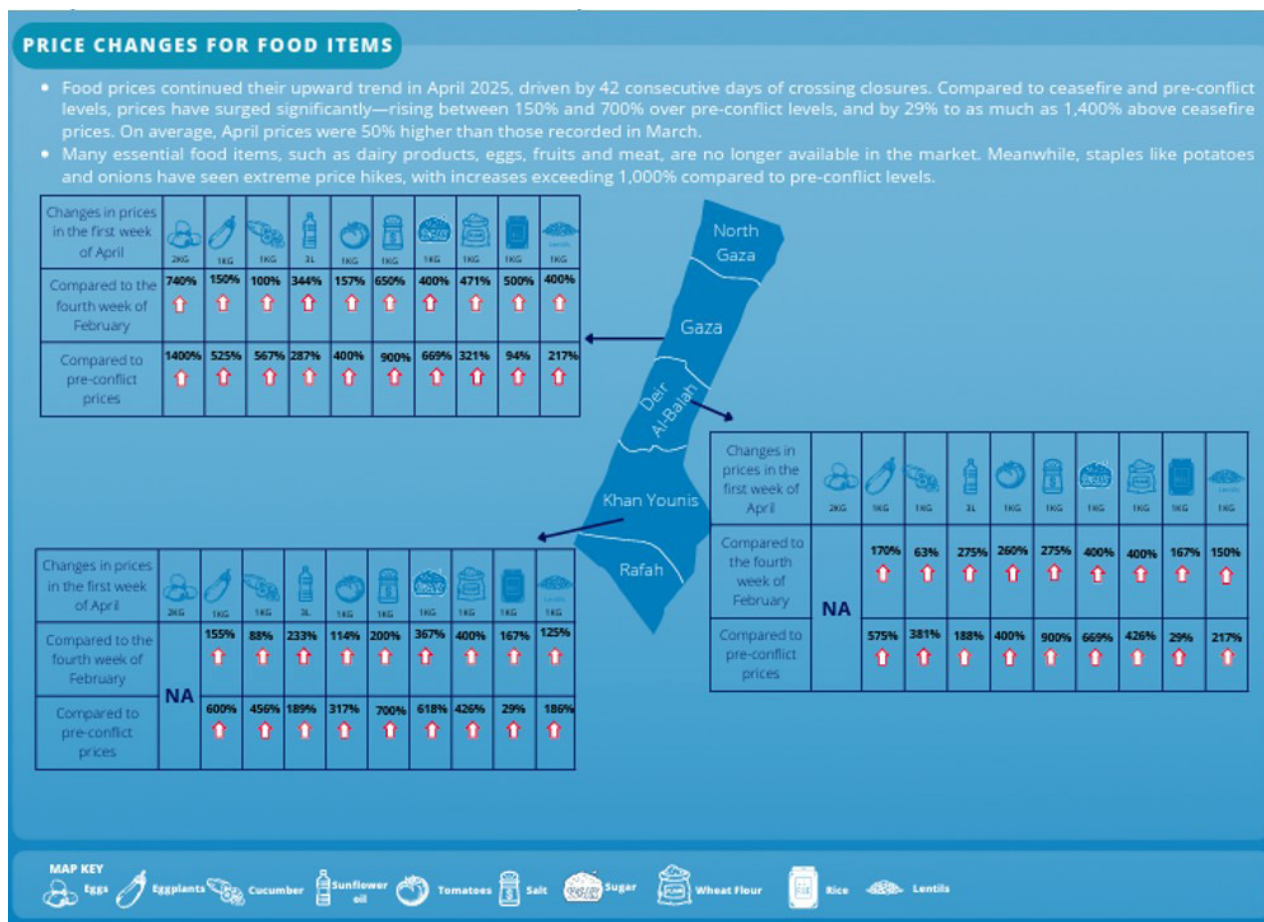 PRICE CHANGES FOR FOOD ITEMS
• Food prices continued their upward trend in April 2025, driven by 42 consecutive days of crossing closures. Compared to ceasefire and pre-conflict
levels, prices have surged significantly—rising between 150% and 700% over pre-conflict levels, and by 29% to as much as 1,400% above ceasefire
prices. On average, April prices were 50% higher than those recorded in March.
• Many essential food items, such as dairy products, eggs, fruits and meat, are no longer available in the market. Meanwhile, staples like potatoes
and onions have seen extreme price hikes, with increases exceeding 1,000% compared to pre-conflict levels.
Changes in prices
in the first week
of April
2KG 1KG 1KG 3L 1KG 1KG 1KG 1KG 1KG 1KG
Lentils
Compared to the
fourth week of
February
740% 150% 100% 344% 157% 650% 400% 471% 500% 400%
Compared to
pre-conflict
prices
1400% 525% 567% 287% 400% 900% 669% 321% 94% 217%
North
Gaza
Gaza
Deir
Al-Balah
Khan Younis
Rafah
Changes in
prices in the
first week of
April
2KG 1KG 1KG 3L 1KG 1KG 1KG 1KG 1KG 1KG
Lentils
Compared to
the fourth
week of
February
NA
170% 63% 275% 260% 275% 400% 400% 167% 150%
Compared to
pre-conflict
prices
575% 381% 188% 400% 900% 669% 426% 29% 217%
Changes in prices
in the first week
of April
2KG 1KG 1KG 3L 1KG 1KG 1KG 1KG 1KG 1KG
Lentils
Compared to the
fourth week of
February
NA
155% 88% 233% 114% 200% 367% 400% 167% 125%
Compared to
pre-conflict
prices
600% 456% 189% 317% 700% 618% 426% 29% 186%
MAP KEY
Eggs Eggplants Cucumber Sunflower oil Tomatoes Salt Sugar Wheat Flour Rice Lentils